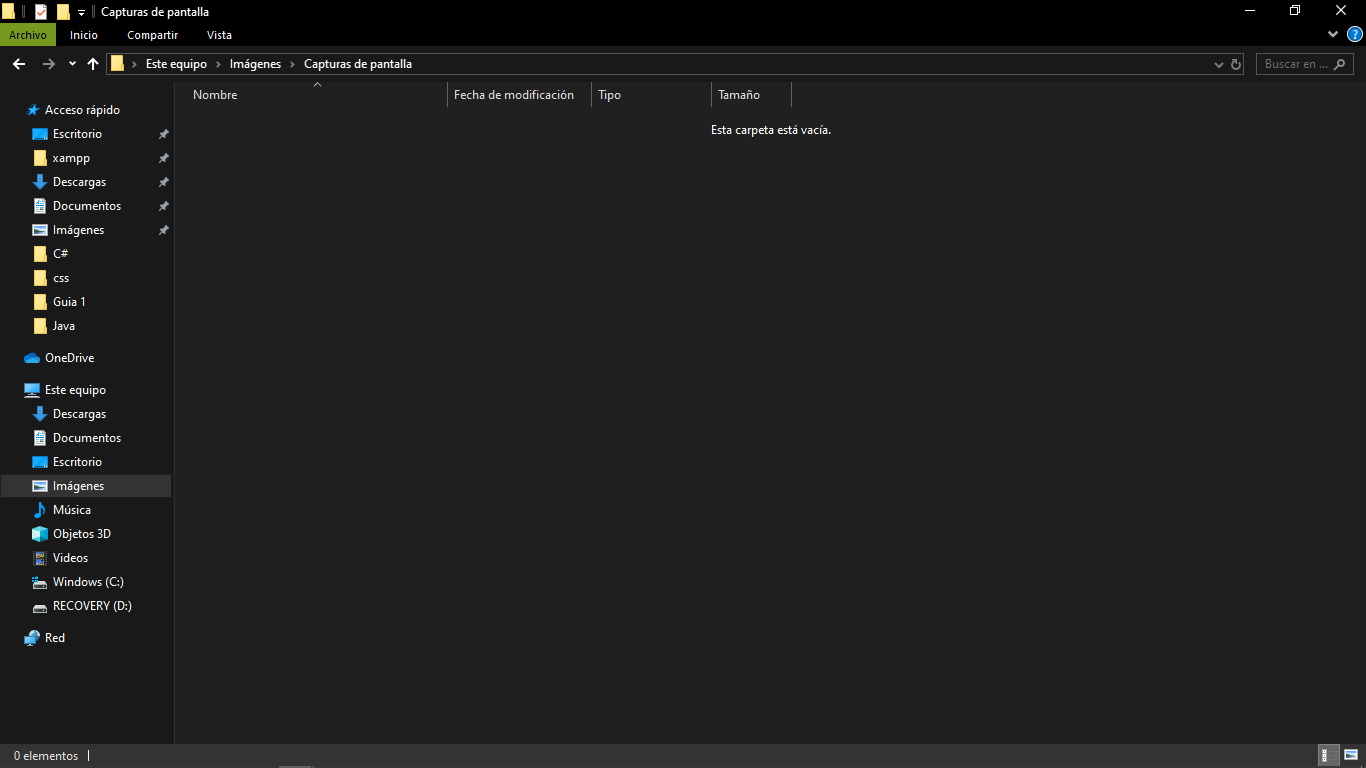 Capturas de pantalla
Archivo Inicio Compartir Vista
Este equipo Imágenes Capturas de pantalla
Buscar en ...
Nombre Fecha de modificación Tipo Tamaño
Esta carpeta está vacía.
Acceso rápido
Escritorio
xampp
Descargas
Documentos
Imágenes
C#
css
Guia 1
Java
OneDrive
Este equipo
Descargas
Documentos
Escritorio
Imágenes
Música
Objetos 3D
Videos
Windows (C:)
RECOVERY (D:)
Red
0 elementos